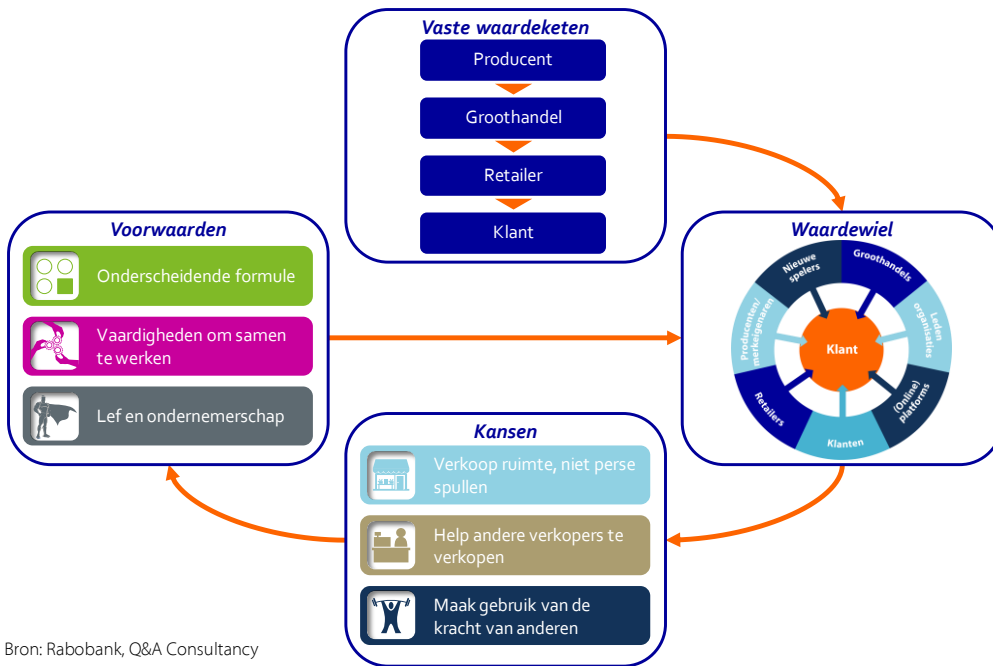 Vaste waardeketen
Producent
Groothandel
Retailer
Klant
Voorwaarden
Onderscheidende formule
Vaardigheden om samen
te werken
Lef en ondernemerschap
Waardewiel
Nieuwe
spelers
Groothandels
Leden
organisaties
(Online)
platforms
Klanten
Retailers
Producenten/
merkeigenaren
Klant
Kansen
Verkoop ruimte, niet perse
spullen
Help andere verkopers te
verkopen
Maak gebruik van de
kracht van anderen
Bron: Rabobank, Q&A Consultancy